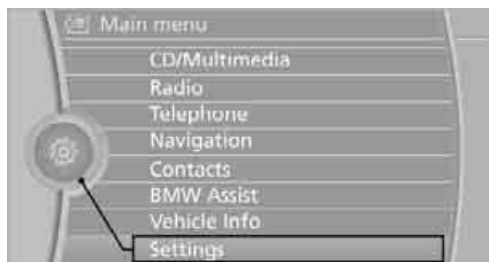 Main menu
CD/Multimedia
Radio
Telephone
Navigation
Contacts
BMW Assist
Vehicle Info
Settings